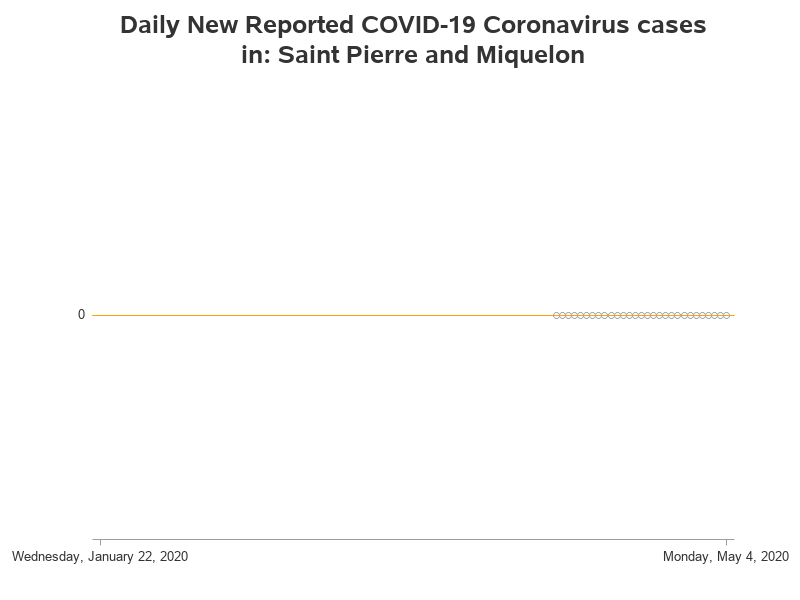 Daily New Reported COVID-19 Coronavirus cases
in: Saint Pierre and Miquelon
0
Wednesday, January 22, 2020
Monday, May 4, 2020